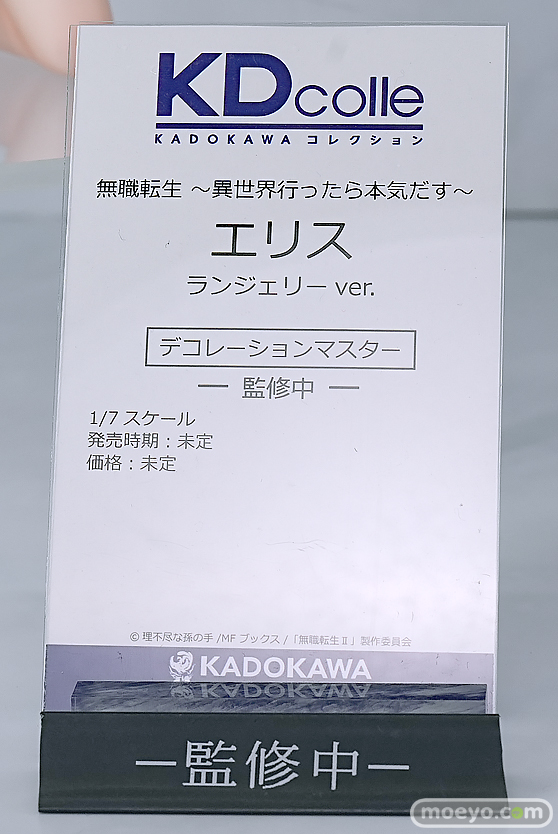 KDcolle
KADOKAWA コレクション
無職転生 ～異世界行ったら本気だす～
エリス
ランジェリー ver.
デコレーションマスター
― 監修中 ―
1/7 スケール
発売時期：未定
価格：未定
© 理不尽な孫の手/MF ブックス/「無職転生Ⅱ」製作委員会
KADOKAWA
―監修中―
moeyo.com